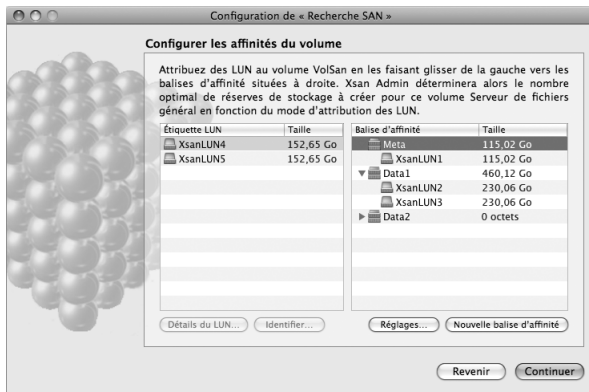 Configuration de « Recherche SAN »
Configurer les affinités du volume
Attribuez des LUN au volume VolSan en les faisant glisser de la gauche vers les
balises d'affinité situées à droite. Xsan Admin déterminera alors le nombre
optimal de réserves de stockage à créer pour ce volume Serveur de fichiers
général en fonction du mode d'attribution des LUN.
Étiquette LUN Taille
XsanLUN4 152,65 Go
XsanLUN5 152,65 Go
Balise d'affinité Taille
Meta 115,02 Go
XsanLUN1 115,02 Go
Data1 460,12 Go
XsanLUN2 230,06 Go
XsanLUN3 230,06 Go
Data2 0 octets
Détails du LUN... Identifier... Réglages... Nouvelle balise d'affinité
Revenir Continuer